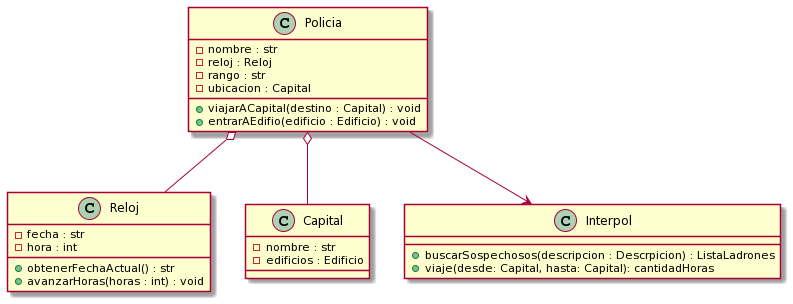 C Policia
nombre : str
reloj : Reloj
rango : str
ubicacion : Capital
viajarACapital(destino : Capital) : void
entrarAEdifio(edificio : Edificio) : void
C Reloj
fecha : str
hora : int
obtenerFechaActual() : str
avanzarHoras(horas : int) : void
C Capital
nombre : str
edificios : Edificio
C Interpol
buscarSospechosos(descripcion : Descrpicion) : ListaLadrones
viaje(desde: Capital, hasta: Capital): cantidadHoras